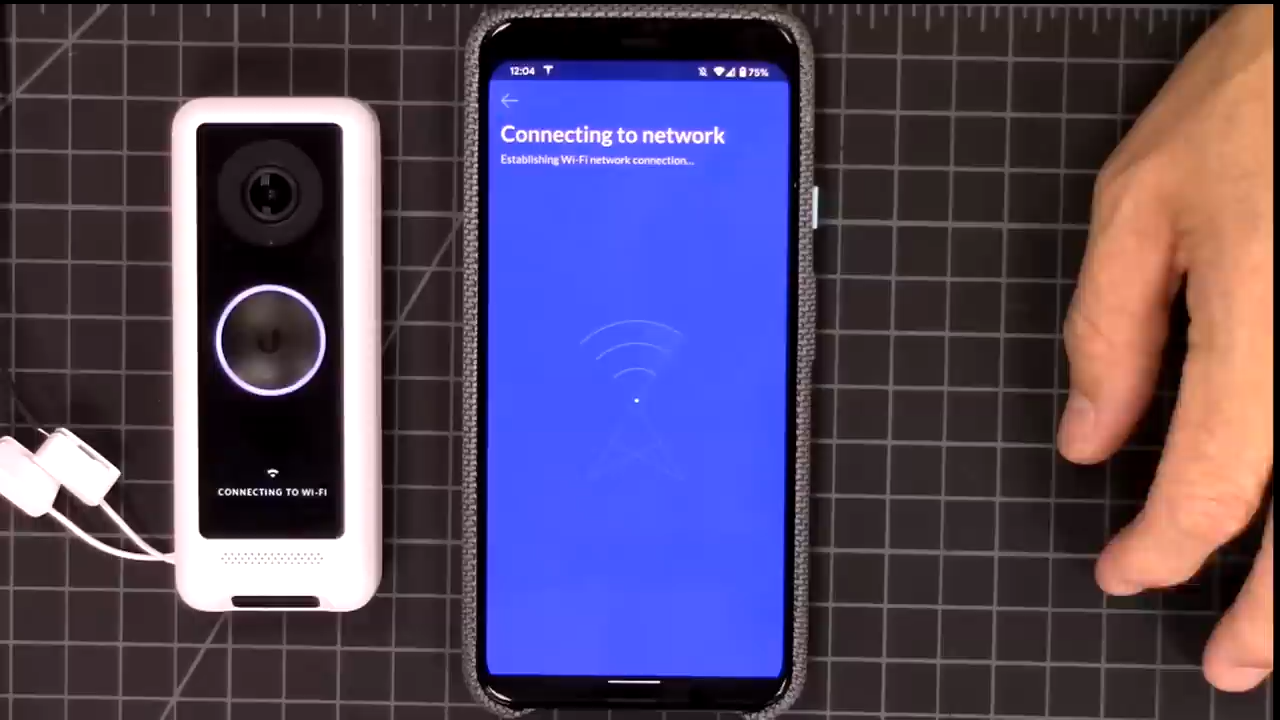 12:04
75%
Connecting to network
Establishing Wi-Fi network connection...
CONNECTING TO WI-FI